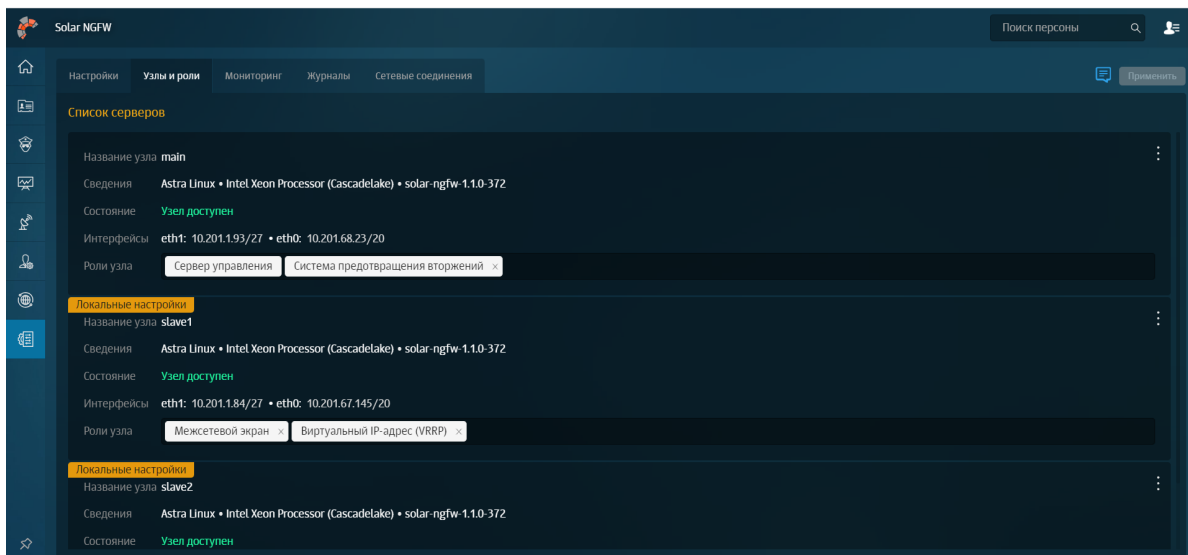 Solar NGFW
Поиск персоны
Настройки Узлы и роли Мониторинг Журналы Сетевые соединения
Применить
Список серверов
Название узла main
Сведения Astra Linux • Intel Xeon Processor (Cascadelake) • solar-ngfw-1.1.0-372
Состояние Узел доступен
Интерфейсы eth1: 10.201.1.93/27 • eth0: 10.201.68.23/20
Роли узла Сервер управления Система предотвращения вторжений ×
Локальные настройки
Название узла slave1
Сведения Astra Linux • Intel Xeon Processor (Cascadelake) • solar-ngfw-1.1.0-372
Состояние Узел доступен
Интерфейсы eth1: 10.201.1.84/27 • eth0: 10.201.67.145/20
Роли узла Межсетевой экран × Виртуальный IP-адрес (VRRP) ×
Локальные настройки
Название узла slave2
Сведения Astra Linux • Intel Xeon Processor (Cascadelake) • solar-ngfw-1.1.0-372
Состояние Узел доступен